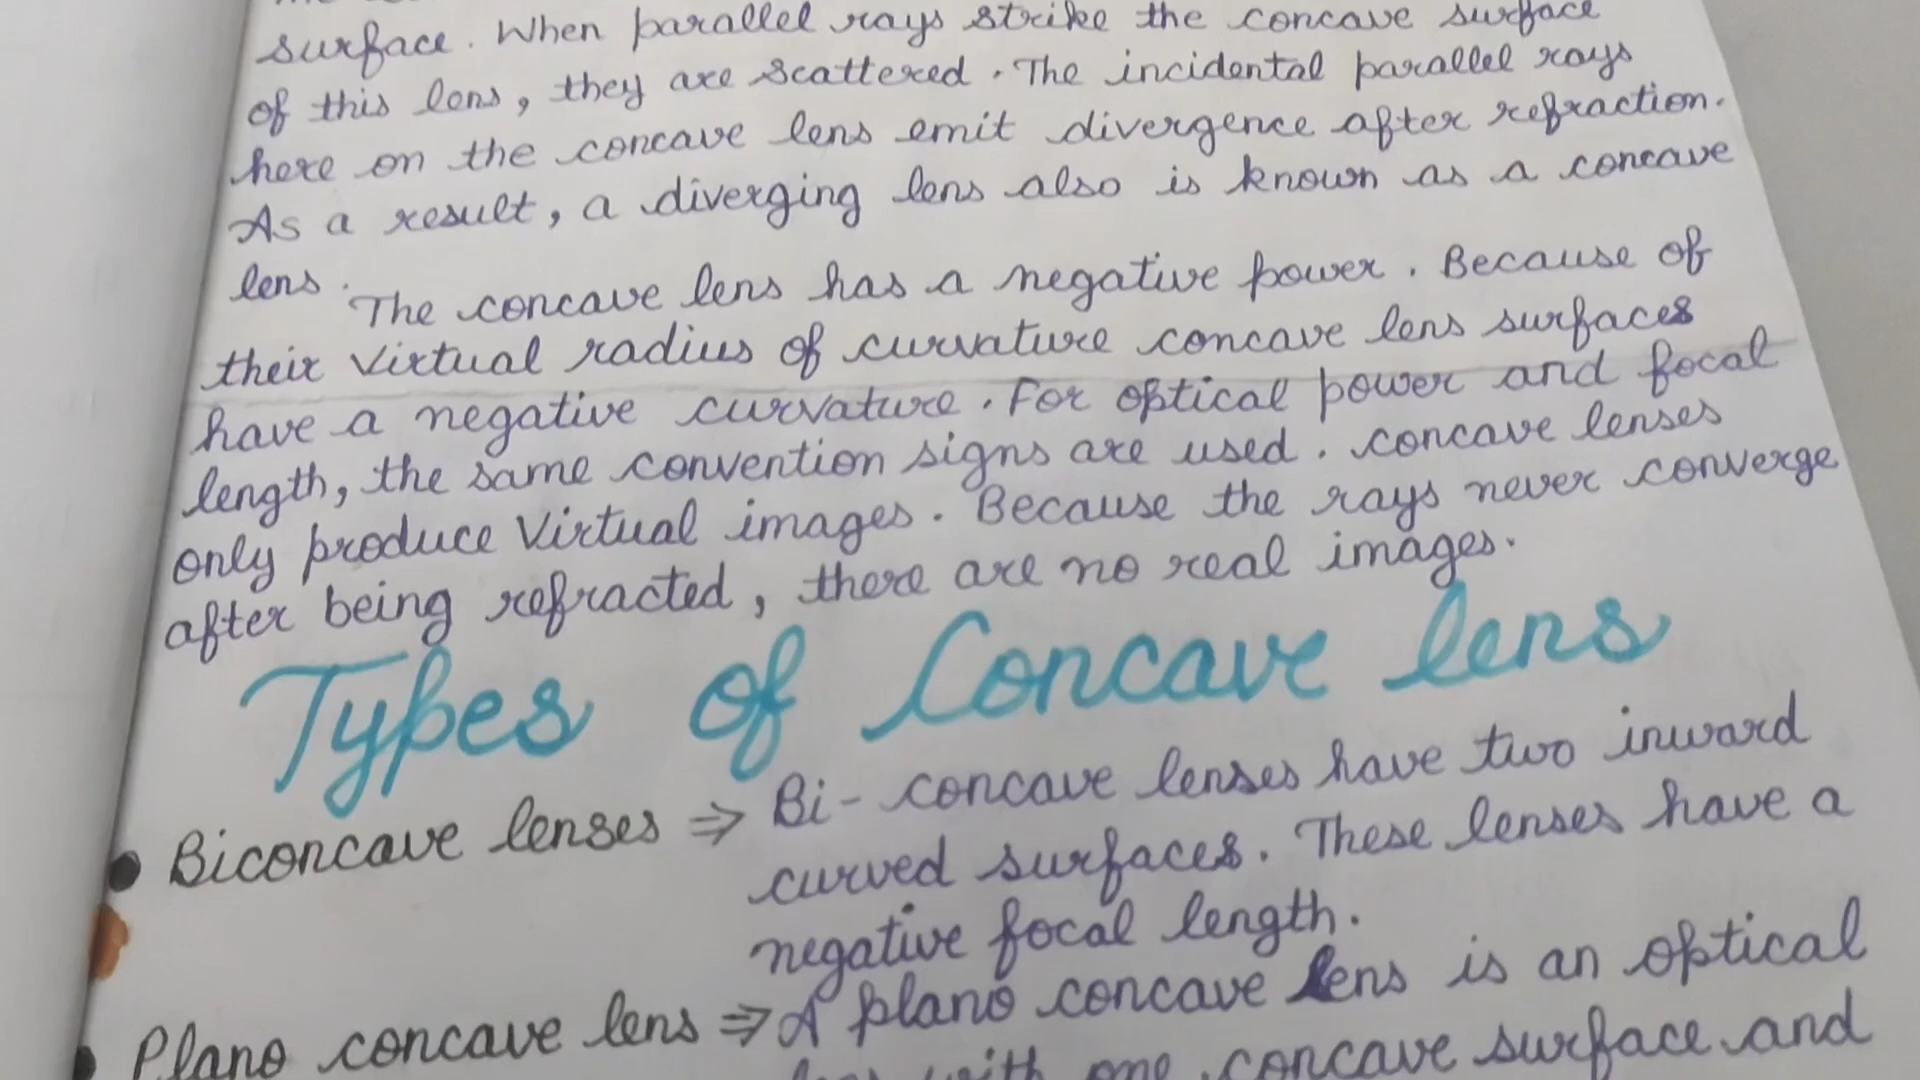 surface. When parallel rays strike the concave surface
of this lens, they are scattered. The incidental parallel rays
here on the concave lens emit divergence after refraction.
As a result, a diverging lens also is known as a concave
lens.
The concave lens has a negative power. Because of
their virtual radius of curvature concave lens surfaces
have a negative curvature. For optical power and focal
length, the same convention signs are used. concave lenses
only produce virtual images. Because the rays never converge
after being refracted, there are no real images.
Types of Concave lens
• Biconcave lenses ⇒ Bi-concave lenses have two inward
curved surfaces. These lenses have a
negative focal length.
• Plano concave lens ⇒ A plano concave lens is an optical
lens with one concave surface and